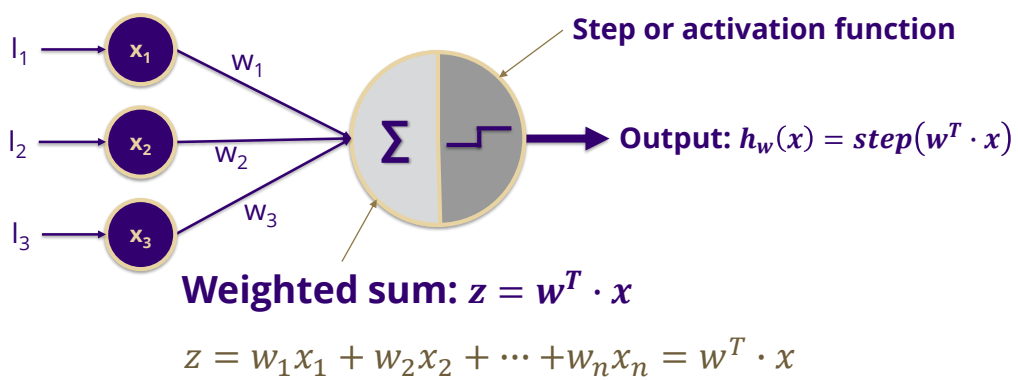 I₁
x₁
w₁
Step or activation function
I₂
x₂
w₂
Σ
Output: h_w(x) = step(wᵀ · x)
I₃
x₃
w₃
Weighted sum: z = wᵀ · x
z = w₁x₁ + w₂x₂ + ⋯ +wₙxₙ = wᵀ · x